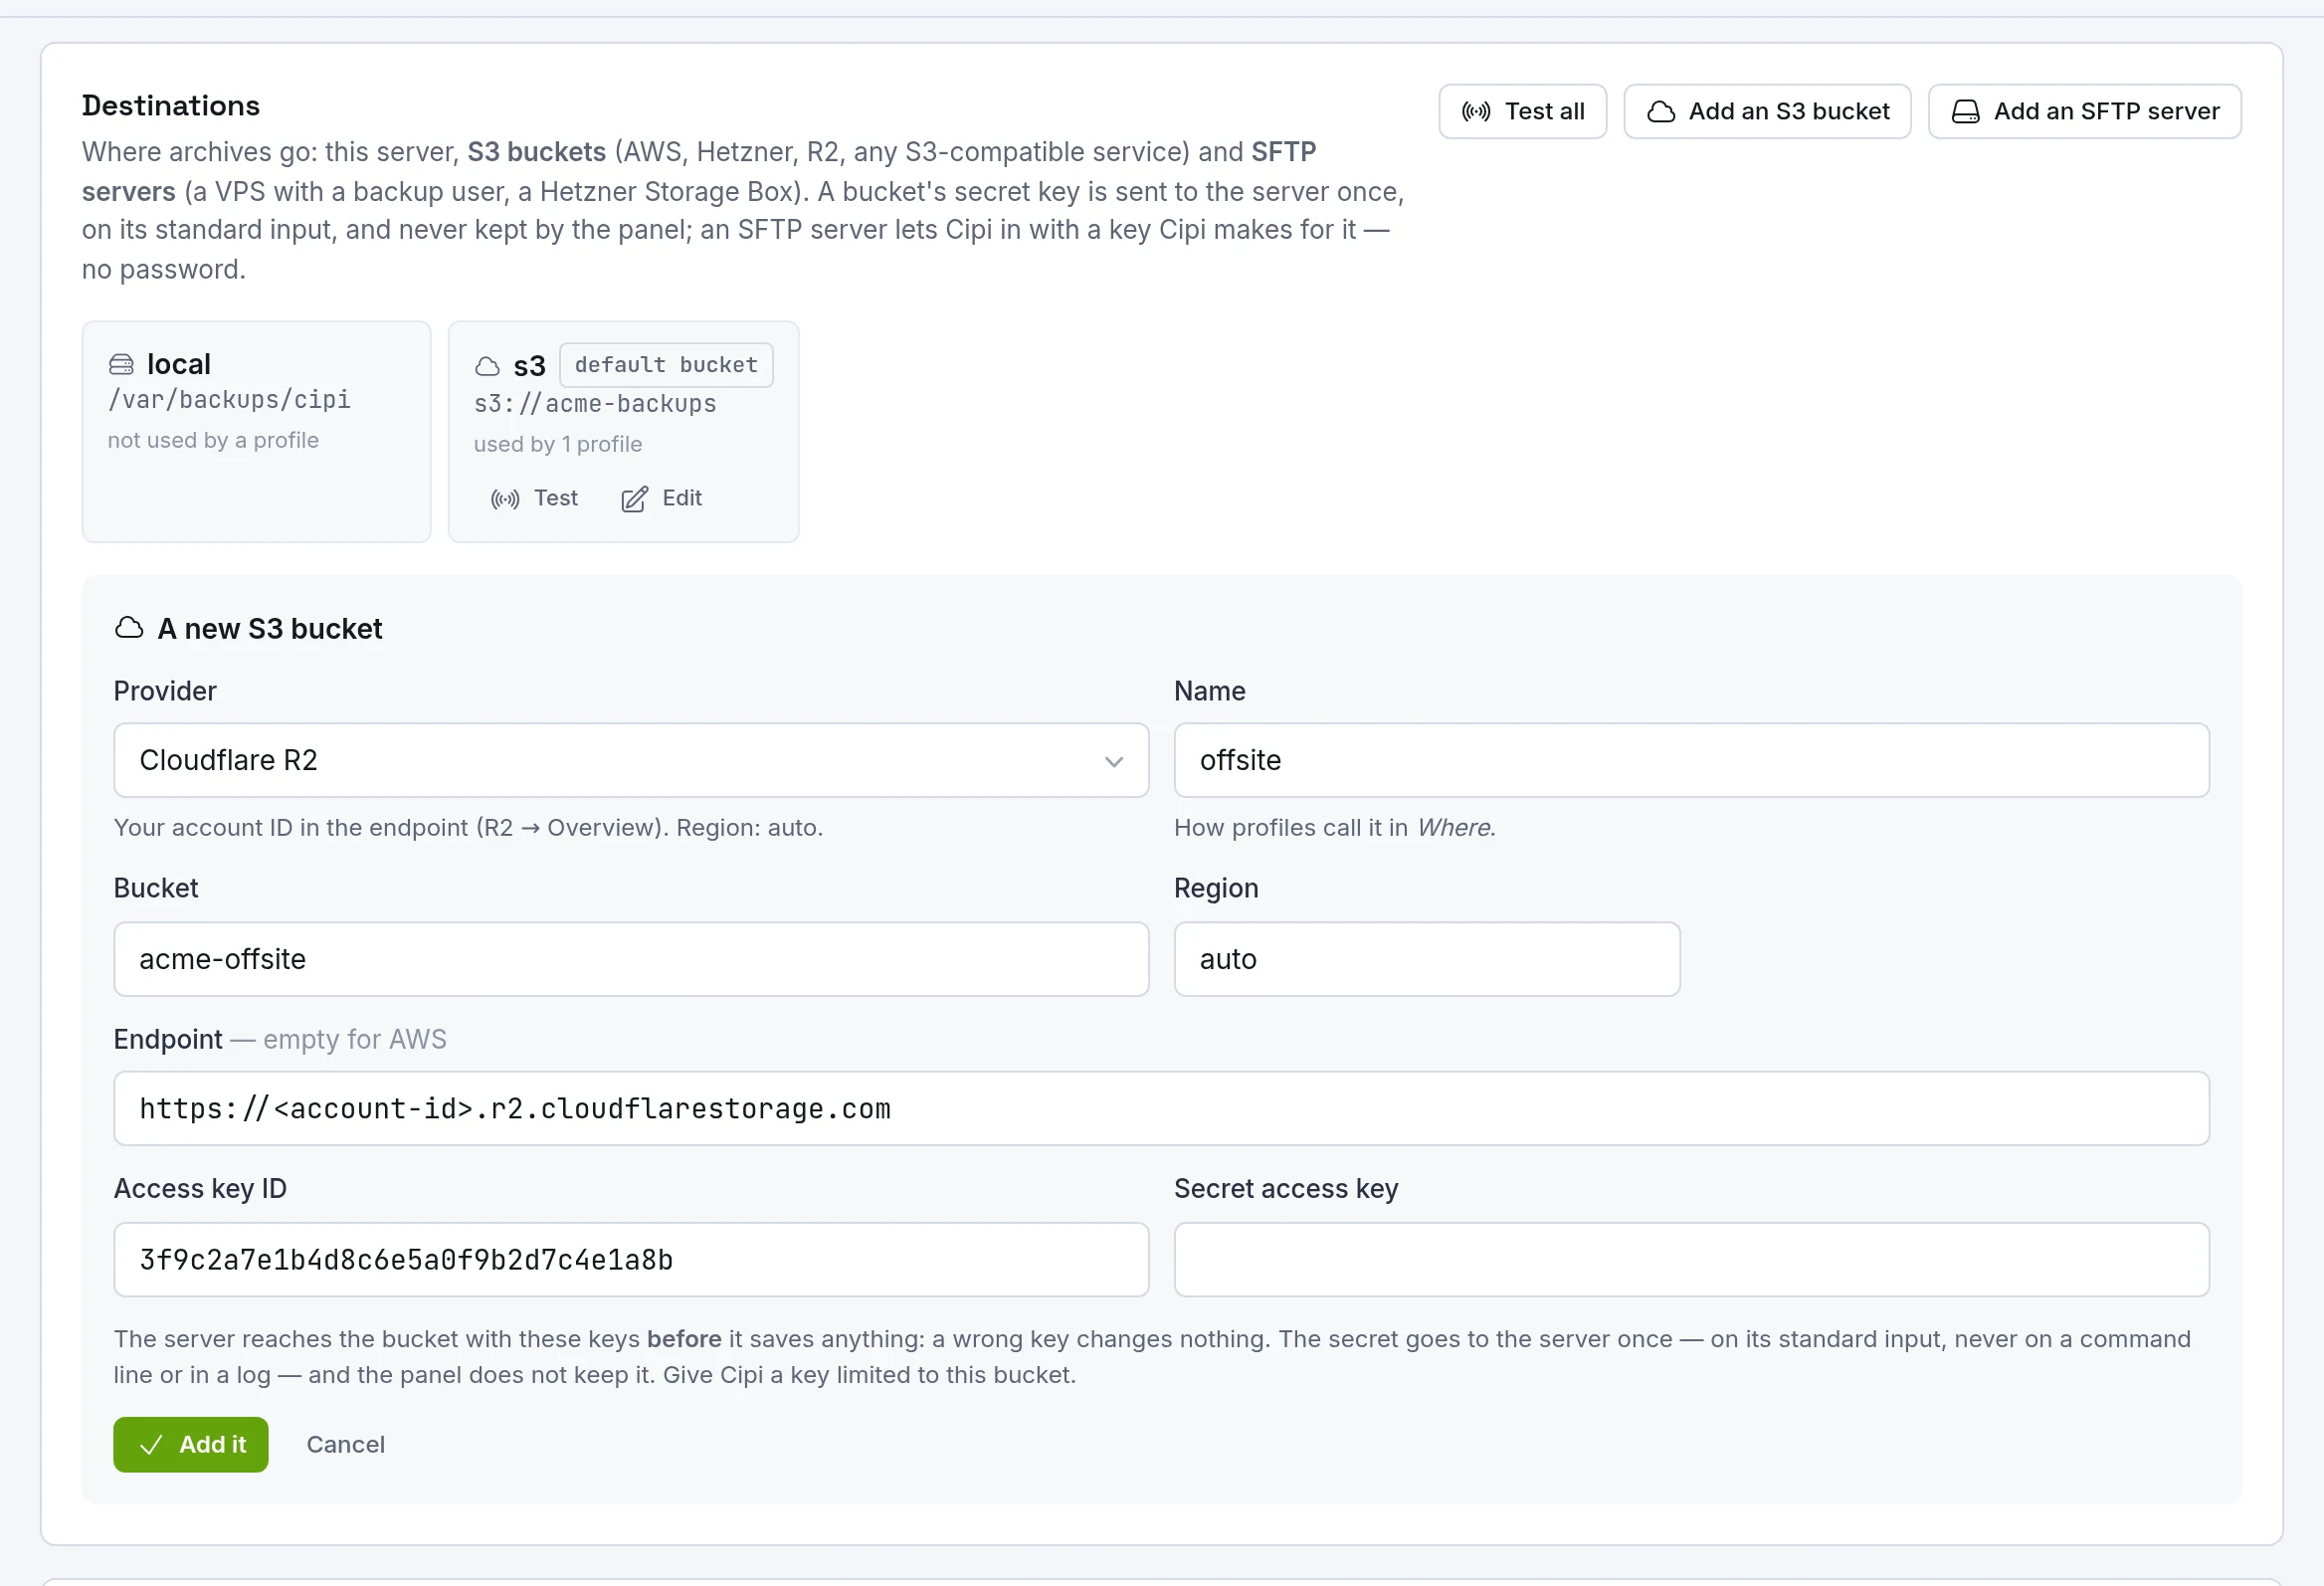 Destinations
Test all
Add an S3 bucket
Add an SFTP server
Where archives go: this server, S3 buckets (AWS, Hetzner, R2, any S3-compatible service) and SFTP
servers (a VPS with a backup user, a Hetzner Storage Box). A bucket's secret key is sent to the server once,
on its standard input, and never kept by the panel; an SFTP server lets Cipi in with a key Cipi makes for it —
no password.
local
/var/backups/cipi
not used by a profile
s3 default bucket
s3://acme-backups
used by 1 profile
Test Edit
A new S3 bucket
Provider
Cloudflare R2
Your account ID in the endpoint (R2 → Overview). Region: auto.
Name
offsite
How profiles call it in Where.
Bucket
acme-offsite
Region
auto
Endpoint — empty for AWS
https://<account-id>.r2.cloudflarestorage.com
Access key ID
3f9c2a7e1b4d8c6e5a0f9b2d7c4e1a8b
Secret access key
The server reaches the bucket with these keys before it saves anything: a wrong key changes nothing. The secret goes to the server once — on its standard input, never on a command
line or in a log — and the panel does not keep it. Give Cipi a key limited to this bucket.
Add it
Cancel